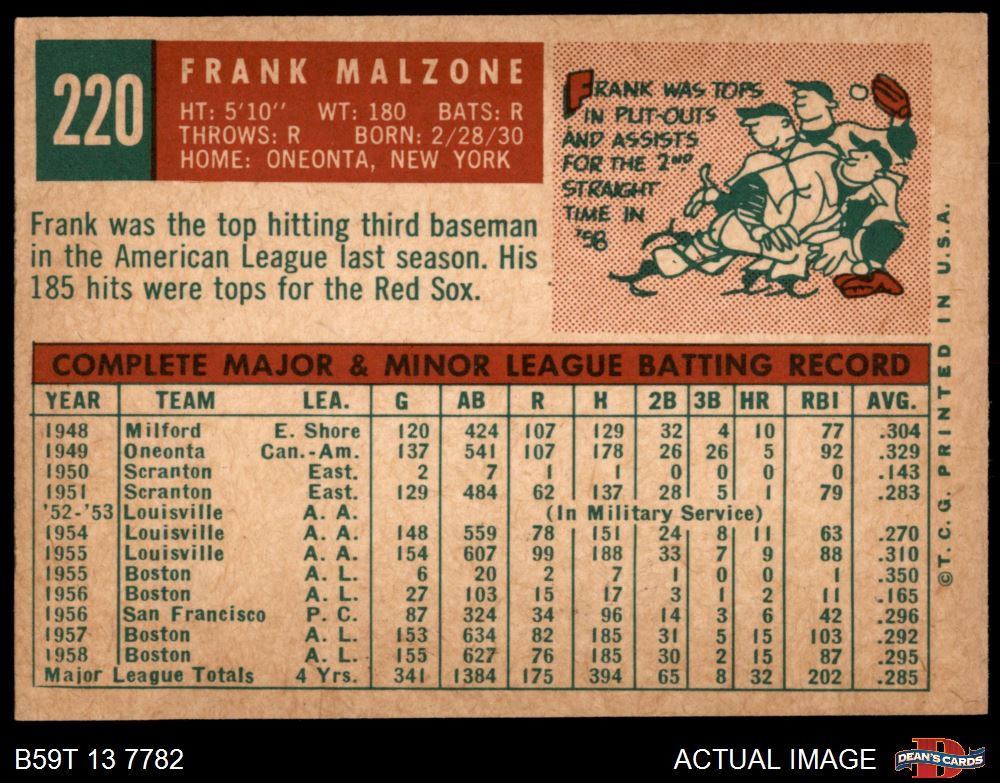 220
FRANK MALZONE
HT: 5'10" WT: 180 BATS: R
THROWS: R BORN: 2/28/30
HOME: ONEONTA, NEW YORK
FRANK WAS TOPS
IN PUT-OUTS
AND ASSISTS
FOR THE 2ND
STRAIGHT
TIME IN
'58
Frank was the top hitting third baseman
in the American League last season. His
185 hits were tops for the Red Sox.
COMPLETE MAJOR & MINOR LEAGUE BATTING RECORD
YEAR TEAM LEA. G AB R H 2B 3B HR RBI AVG.
1948 Milford E. Shore 120 424 107 129 32 4 10 77 .304
1949 Oneonta Can.-Am. 137 541 107 178 26 26 5 92 .329
1950 Scranton East. 2 7 1 1 0 0 0 0 .143
1951 Scranton East. 129 484 62 137 28 5 1 79 .283
'52-'53 Louisville A. A. (In Military Service)
1954 Louisville A. A. 148 559 78 151 24 8 11 63 .270
1955 Louisville A. A. 154 607 99 188 33 7 9 88 .310
1955 Boston A. L. 6 20 2 7 1 0 0 1 .350
1956 Boston A. L. 27 103 15 17 3 1 2 11 .165
1956 San Francisco P. C. 87 324 34 96 14 3 6 42 .296
1957 Boston A. L. 153 634 82 185 31 5 15 103 .292
1958 Boston A. L. 155 627 76 185 30 2 15 87 .295
Major League Totals 4 Yrs. 341 1384 175 394 65 8 32 202 .285
©T. C. G. PRINTED IN U.S.A.
B59T 13 7782
ACTUAL IMAGE
D
DEAN'S CARDS